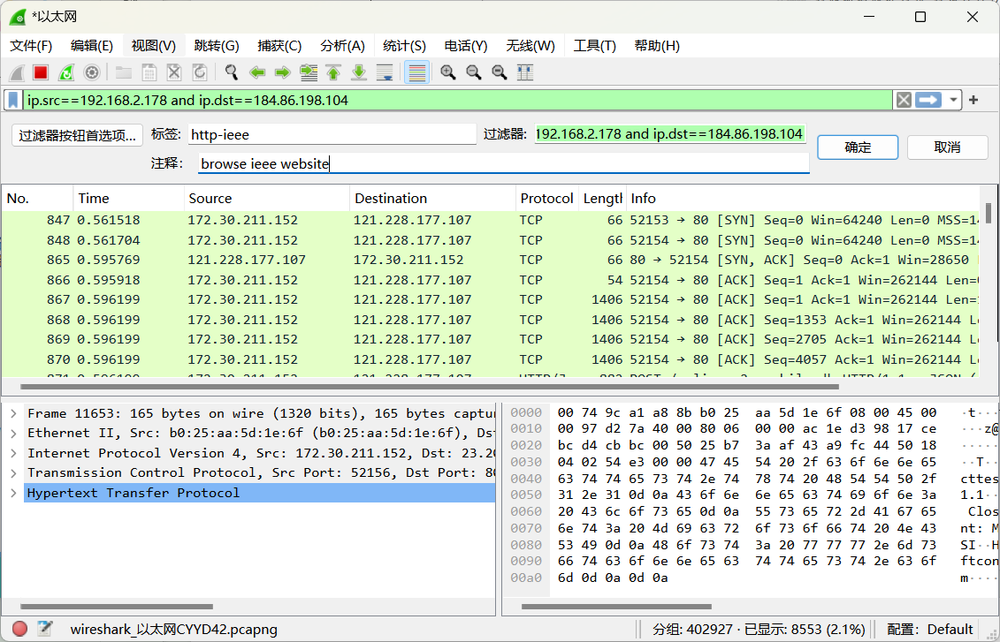 *以太网
文件(F) 编辑(E) 视图(V) 跳转(G) 捕获(C) 分析(A) 统计(S) 电话(Y) 无线(W) 工具(T) 帮助(H)
ip.src==192.168.2.178 and ip.dst==184.86.198.104
过滤器按钮首选项... 标签: http-ieee 过滤器: 192.168.2.178 and ip.dst==184.86.198.104 确定 取消
注释: browse ieee website
No. Time Source Destination Protocol Length Info
847 0.561518 172.30.211.152 121.228.177.107 TCP 66 52153 → 80 [SYN] Seq=0 Win=64240 Len=0 MSS=14
848 0.561704 172.30.211.152 121.228.177.107 TCP 66 52154 → 80 [SYN] Seq=0 Win=64240 Len=0 MSS=14
865 0.595769 121.228.177.107 172.30.211.152 TCP 66 80 → 52154 [SYN, ACK] Seq=0 Ack=1 Win=28650
866 0.595918 172.30.211.152 121.228.177.107 TCP 54 52154 → 80 [ACK] Seq=1 Ack=1 Win=262144 Len=
867 0.596199 172.30.211.152 121.228.177.107 TCP 1406 52154 → 80 [ACK] Seq=1 Ack=1 Win=262144 Len=
868 0.596199 172.30.211.152 121.228.177.107 TCP 1406 52154 → 80 [ACK] Seq=1353 Ack=1 Win=262144 L
869 0.596199 172.30.211.152 121.228.177.107 TCP 1406 52154 → 80 [ACK] Seq=2705 Ack=1 Win=262144 L
870 0.596199 172.30.211.152 121.228.177.107 TCP 1406 52154 → 80 [ACK] Seq=4057 Ack=1 Win=262144 L
Frame 11653: 165 bytes on wire (1320 bits), 165 bytes captu
Ethernet II, Src: b0:25:aa:5d:1e:6f (b0:25:aa:5d:1e:6f), Ds
Internet Protocol Version 4, Src: 172.30.211.152, Dst: 23.20
Transmission Control Protocol, Src Port: 52156, Dst Port: 80
Hypertext Transfer Protocol
0000 00 74 9c a1 a8 8b b0 25 aa 5d 1e 6f 08 00 45 00 ·t····
0010 00 97 d2 7a 40 00 80 06 00 00 ac 1e d3 98 17 ce ···z@
0020 bc d4 cb bc 00 50 25 b7 3a af 43 a9 fc 44 50 18 ·····
0030 04 02 54 e3 00 00 47 45 54 20 2f 63 6f 6e 6e 65 ··T··
0040 63 74 74 65 73 74 2e 74 78 74 20 48 54 54 50 2f cttes
0050 31 2e 31 0d 0a 43 6f 6e 6e 65 63 74 69 6f 6e 3a 1.1··
0060 20 43 6c 6f 73 65 0d 0a 55 73 65 72 2d 41 67 65 Clos
0070 6e 74 3a 20 4d 69 63 72 6f 73 6f 66 74 20 4e 43 nt: M
0080 53 49 0d 0a 48 6f 73 74 3a 20 77 77 77 2e 6d 73 SI··H
0090 66 74 63 6f 6e 6e 65 63 74 74 65 73 74 2e 63 6f ftcon
00a0 6d 0d 0a 0d 0a m····
wireshark_以太网CYYD42.pcapng 分组: 402927 · 已显示: 8553 (2.1%) 配置: Default